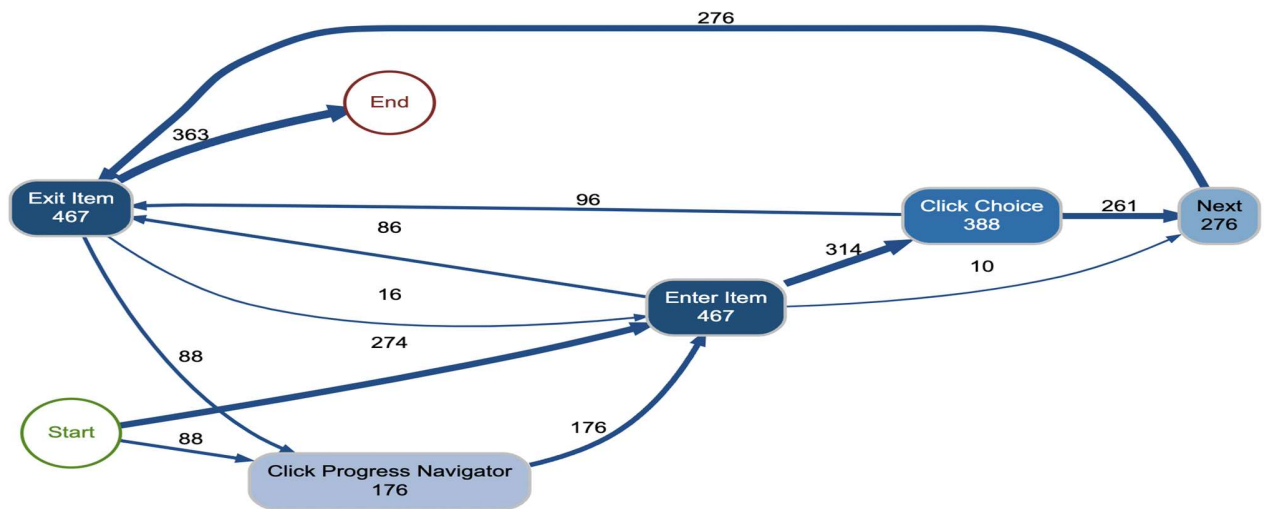 276
End
363
Exit Item
467
96
Click Choice
388
261
Next
276
86
314
10
16
Enter Item
467
274
88
Start
88
176
Click Progress Navigator
176